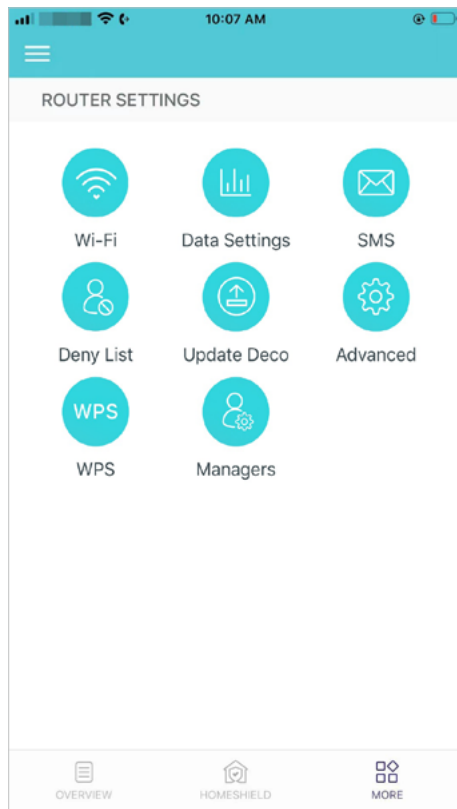 10:07 AM
ROUTER SETTINGS
Wi-Fi Data Settings SMS
Deny List Update Deco Advanced
WPS
WPS Managers
OVERVIEW HOMESHIELD MORE